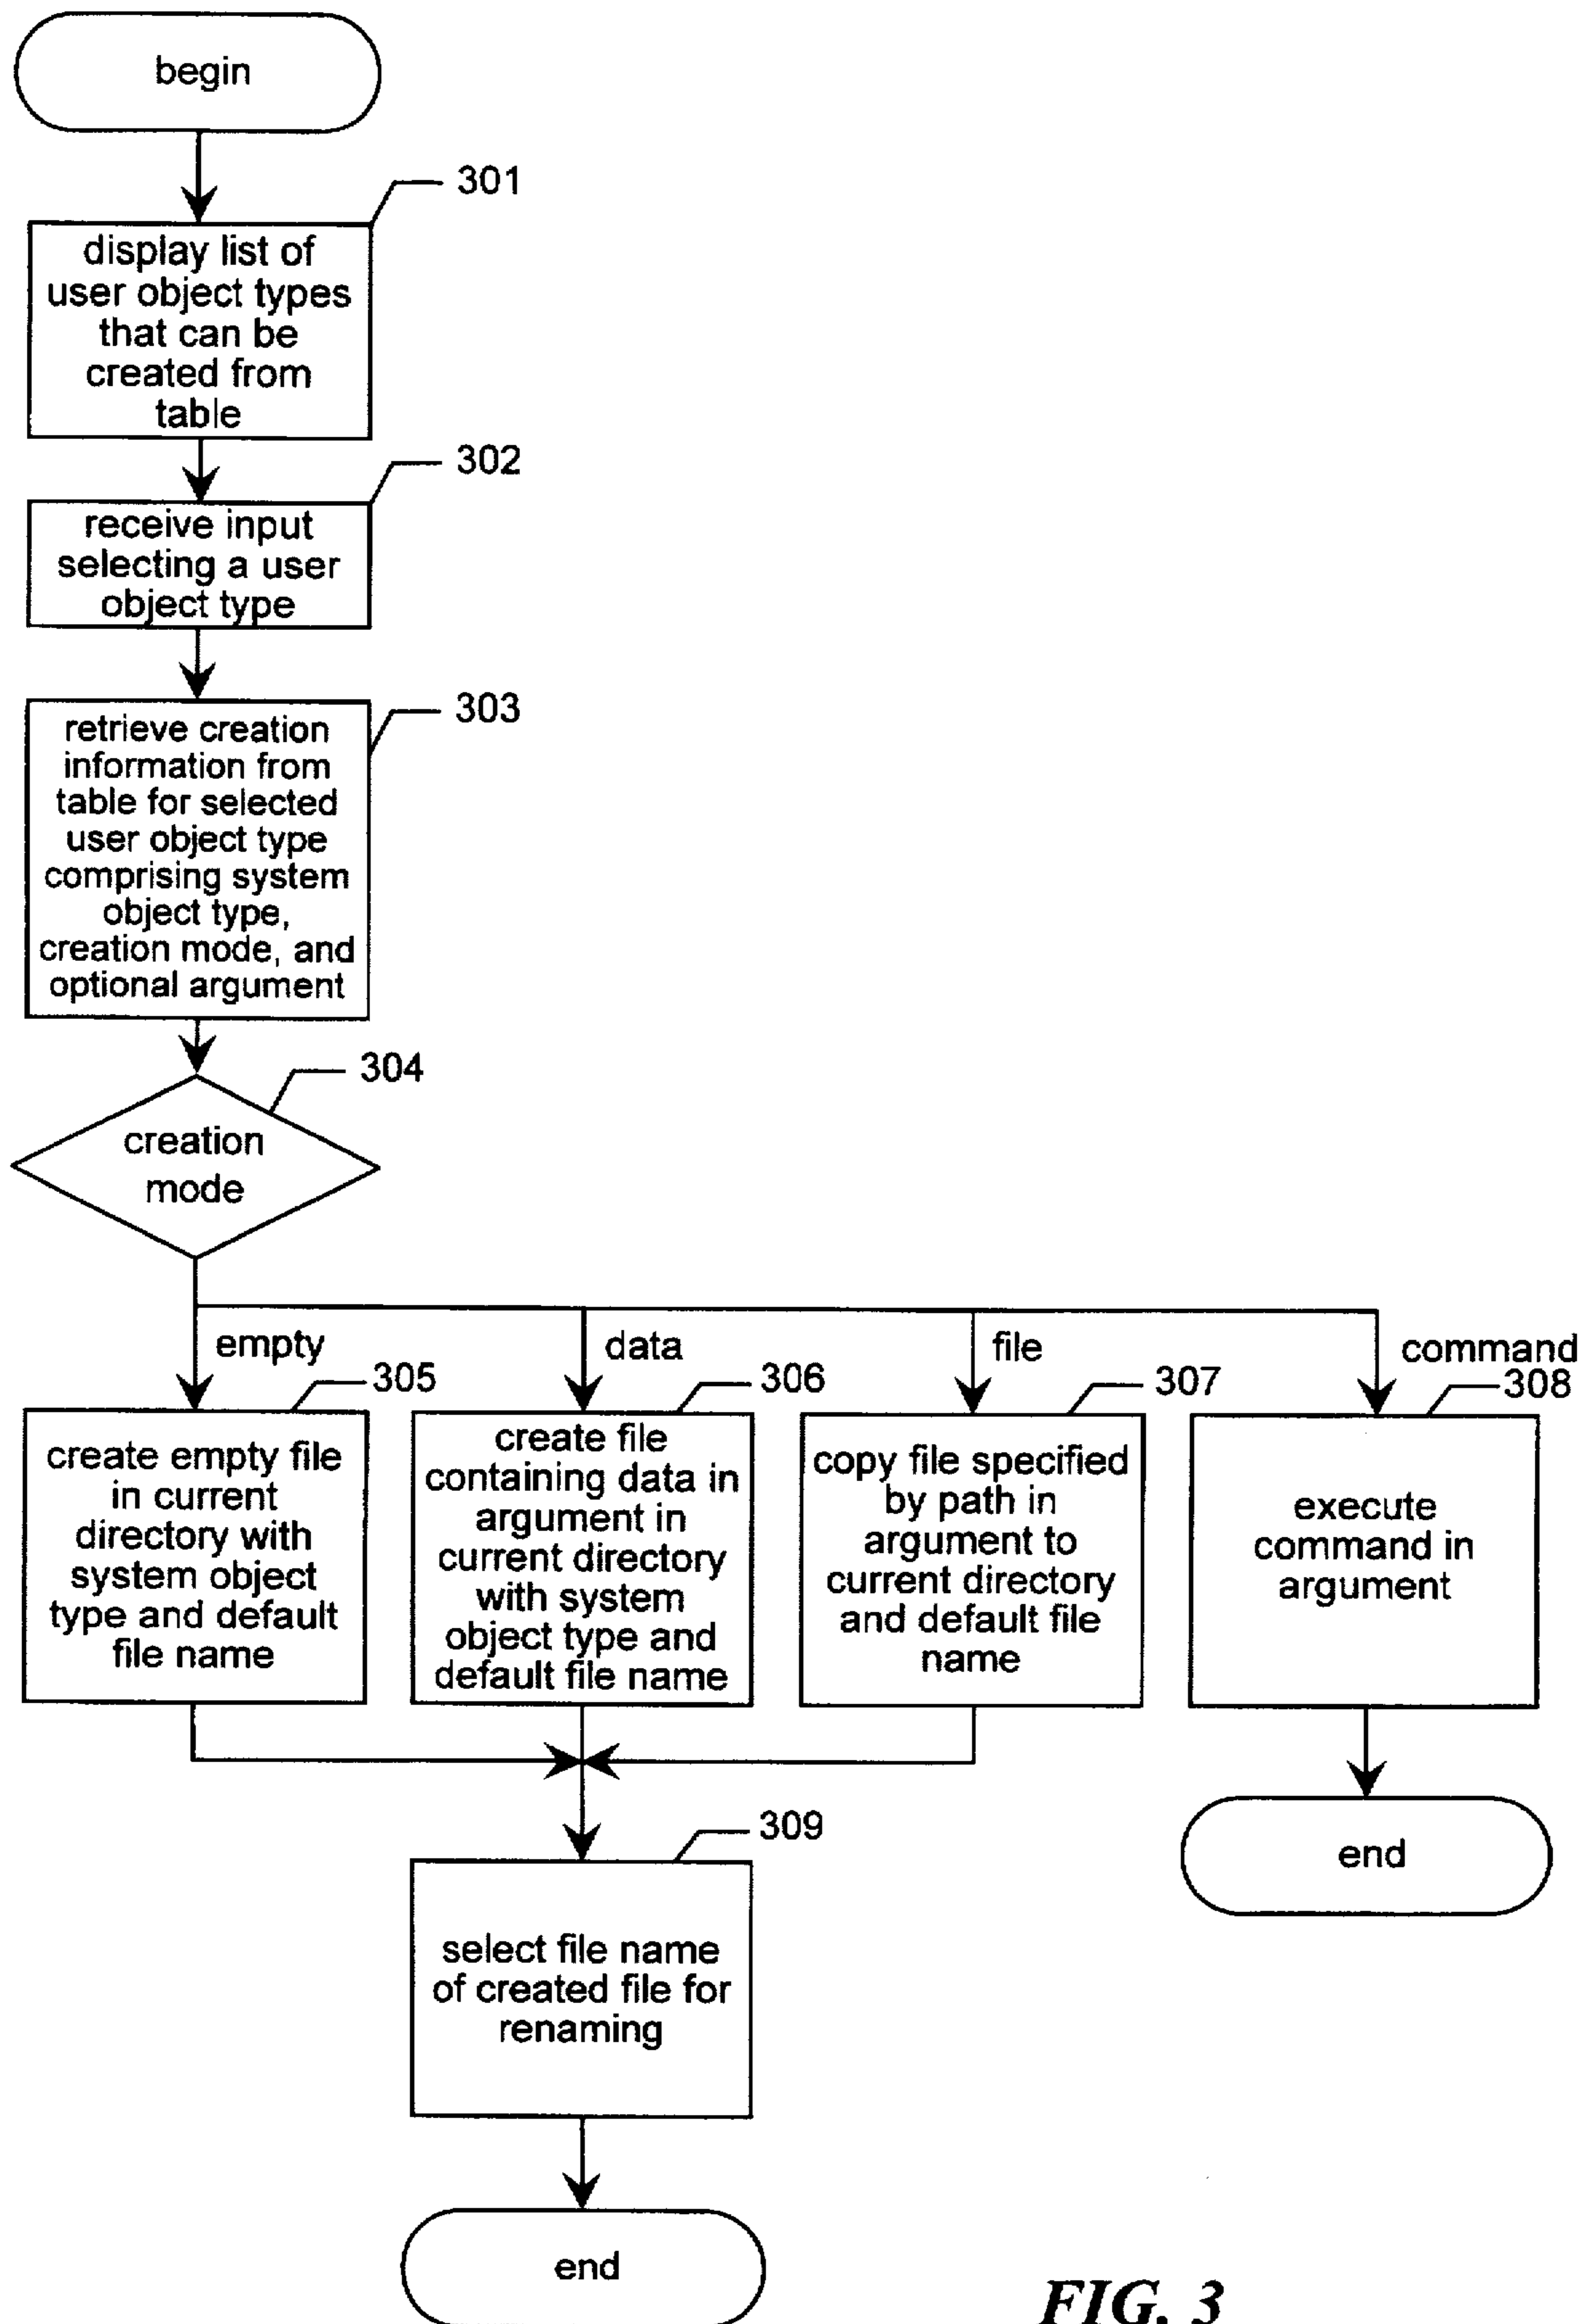 begin
301
display list of
user object types
that can be
created from
table
302
receive input
selecting a user
object type
303
retrieve creation
information from
table for selected
user object type
comprising system
object type,
creation mode, and
optional argument
304
creation
mode
empty
data
file
command
305
306
307
308
create empty file
in current
directory with
system object
type and default
file name
create file
containing data in
argument in
current directory
with system
object type and
default file name
copy file specified
by path in
argument to
current directory
and default file
name
execute
command in
argument
309
select file name
of created file for
renaming
end
end
FIG. 3